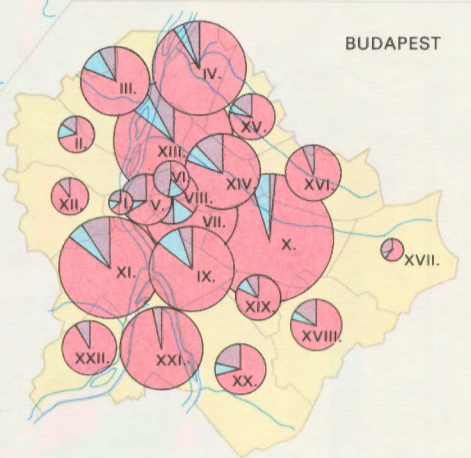 BUDAPEST
IV.
III.
XV.
II.
XIII.
VI.
XIV.
XVI.
XII.
I.
V.
VIII.
VII.
X.
XVII.
XI.
IX.
XIX.
XVIII.
XXII.
XXI.
XX.